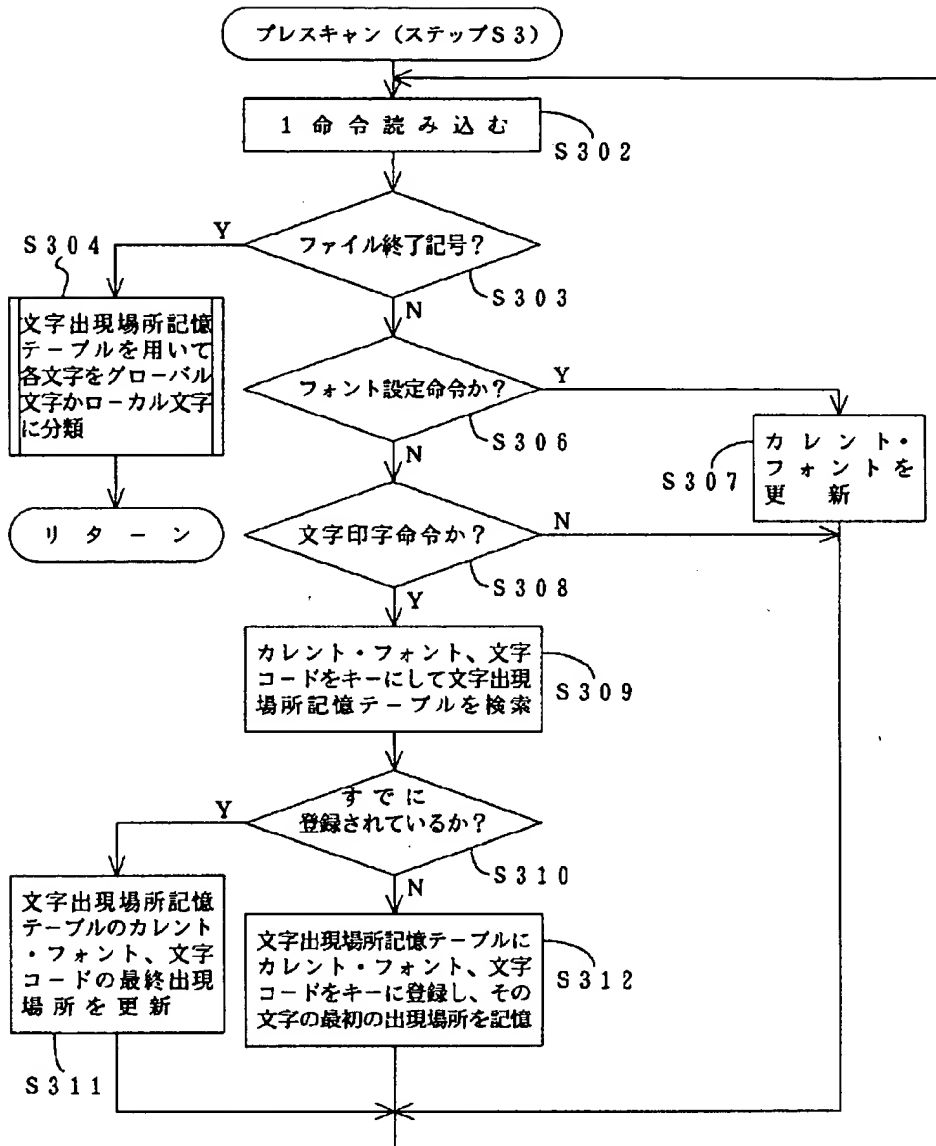 プレスキャン（ステップＳ３）
１命令読み込む
Ｓ３０２
ファイル終了記号？
Ｓ３０３
Y
N
Ｓ３０４
文字出現場所記憶
テーブルを用いて
各文字をグローバル
文字かローカル文字
に分類
リターン
フォント設定命令か？
Ｓ３０６
Y
N
Ｓ３０７
カレント・
フォントを
更新
文字印字命令か？
Ｓ３０８
N
Y
カレント・フォント、文字
コードをキーにして文字出現
場所記憶テーブルを検索
Ｓ３０９
すでに
登録されているか？
Ｓ３１０
Y
N
文字出現場所記憶
テーブルのカレント
・フォント、文字
コードの最終出現
場所を更新
Ｓ３１１
文字出現場所記憶テーブルに
カレント・フォント、文字
コードをキーに登録し、その
文字の最初の出現場所を記憶
Ｓ３１２